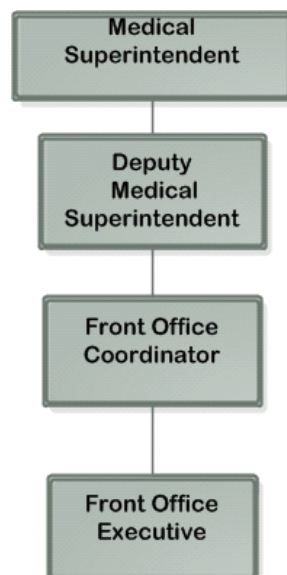 Medical
Superintendent
Deputy
Medical
Superintendent
Front Office
Coordinator
Front Office
Executive